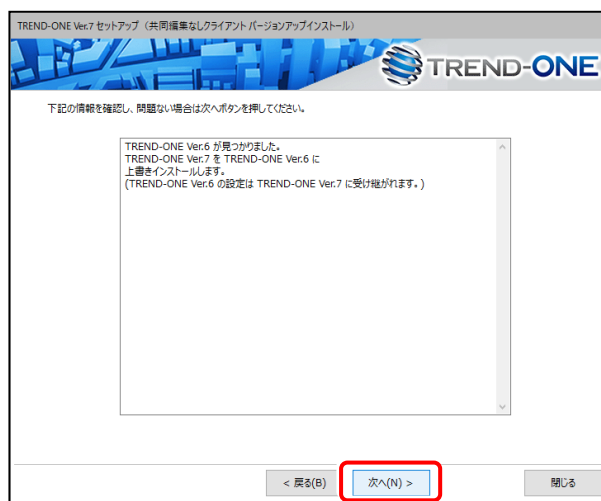 TREND-ONE Ver.7 セットアップ（共同編集なしクライアント バージョンアップインストール）
TREND-ONE
下記の情報を確認し、問題ない場合は次へボタンを押してください。
TREND-ONE Ver.6 が見つかりました。
TREND-ONE Ver.7 を TREND-ONE Ver.6 に
上書きインストールします。
(TREND-ONE Ver.6 の設定は TREND-ONE Ver.7 に受け継がれます。)
< 戻る(B) 次へ(N) > 閉じる